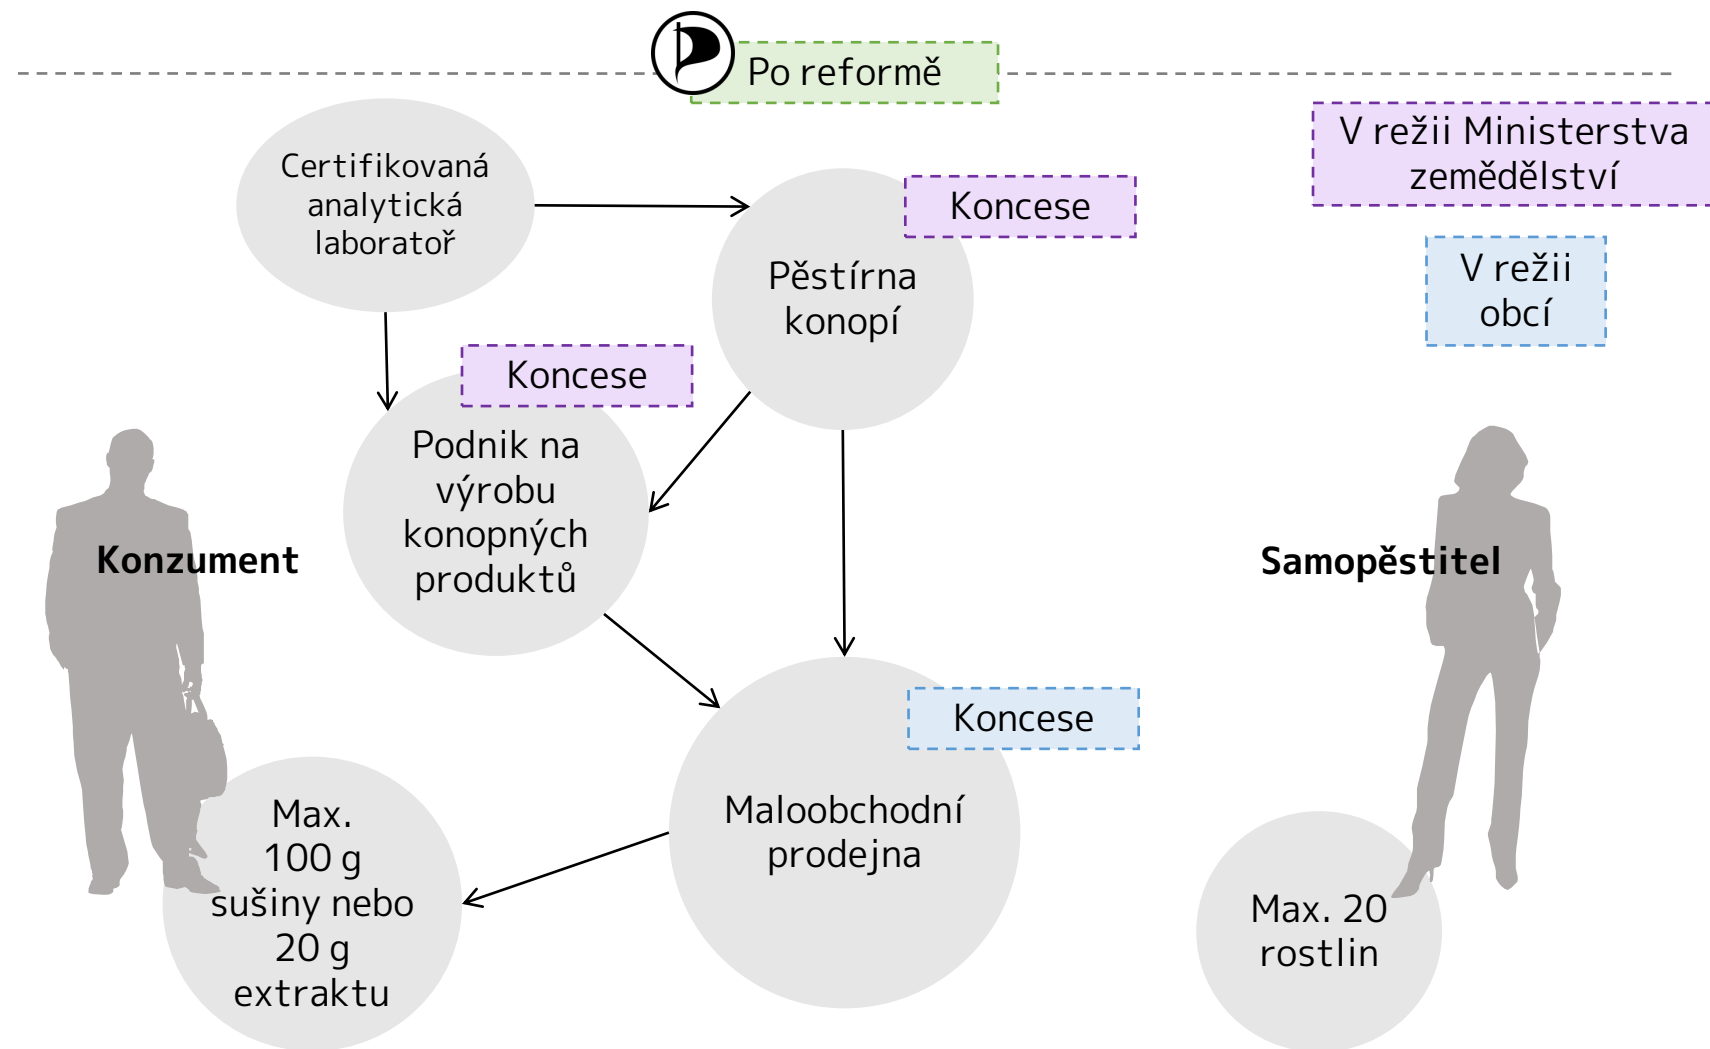 Po reformě
V režii Ministerstva
zemědělství
Certifikovaná
analytická
laboratoř
Koncese
V režii
obcí
Pěstírna
konopí
Koncese
Podnik na
výrobu
konopných
produktů
Konzument
Samopěstitel
Koncese
Maloobchodní
prodejna
Max.
100 g
sušiny nebo
20 g
extraktu
Max. 20
rostlin